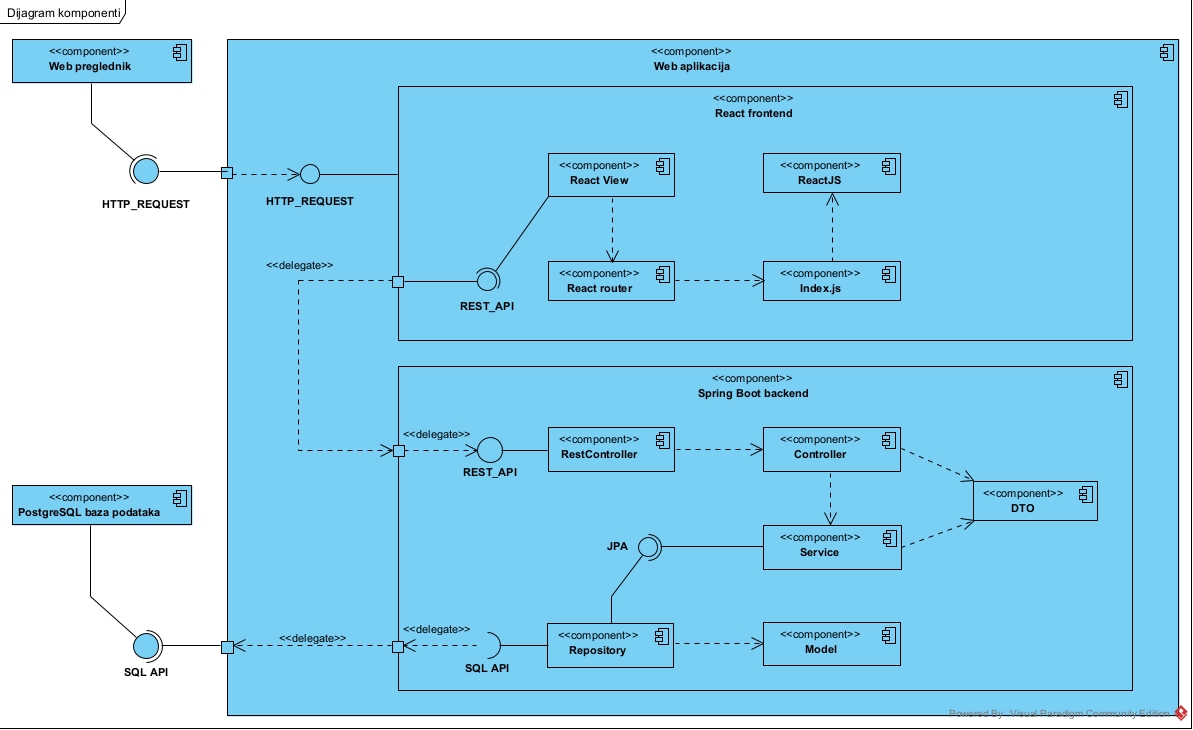 Dijagram komponenti
<<component>>
Web preglednik
<<component>>
Web aplikacija
<<component>>
React frontend
<<component>>
React View
<<component>>
ReactJS
HTTP_REQUEST
HTTP_REQUEST
<<delegate>>
<<component>>
React router
<<component>>
Index.js
REST_API
<<component>>
Spring Boot backend
<<delegate>>
REST_API
<<component>>
RestController
<<component>>
Controller
<<component>>
DTO
<<component>>
PostgreSQL baza podataka
JPA
<<component>>
Service
<<delegate>>
<<delegate>>
SQL API
<<component>>
Repository
<<component>>
Model
SQL API
Powered By Visual Paradigm Community Edition